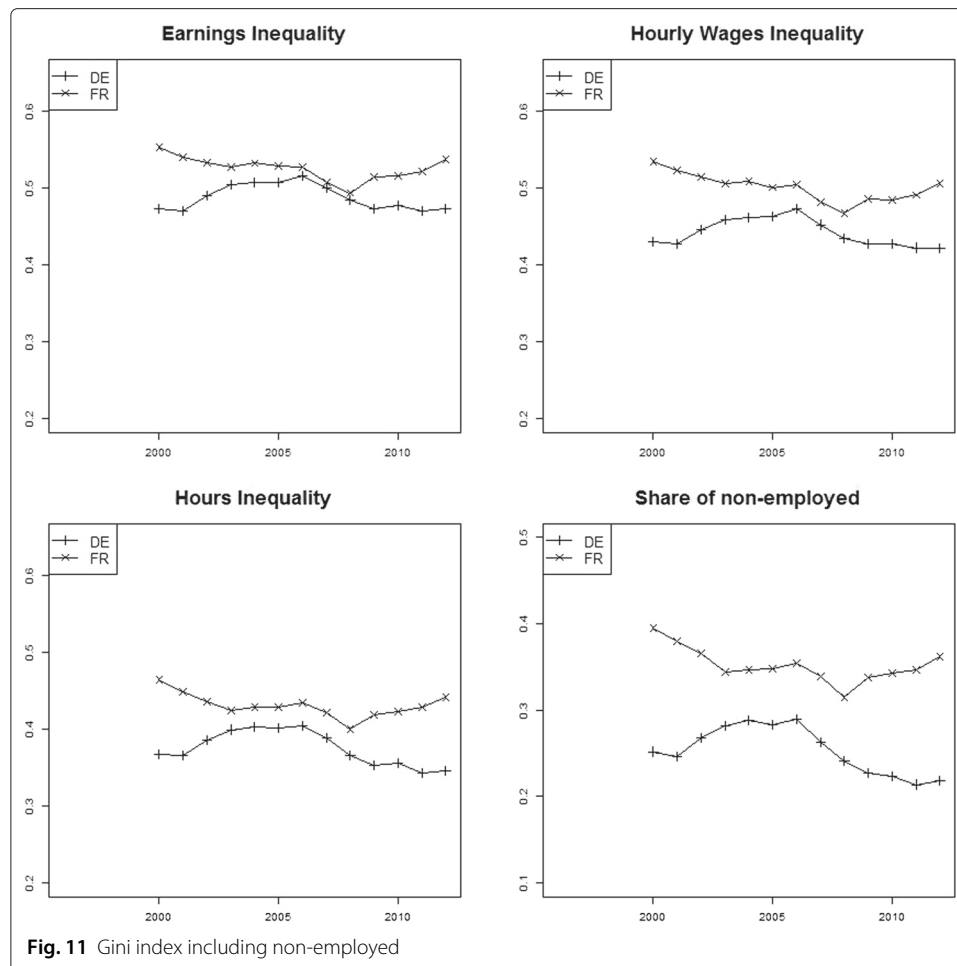 Earnings Inequality
DE
FR
0.6
0.5
0.4
0.3
0.2
2000 2005 2010
Hourly Wages Inequality
DE
FR
0.6
0.5
0.4
0.3
0.2
2000 2005 2010
Hours Inequality
DE
FR
0.6
0.5
0.4
0.3
0.2
2000 2005 2010
Share of non-employed
DE
FR
0.5
0.4
0.3
0.2
0.1
2000 2005 2010
Fig. 11 Gini index including non-employed